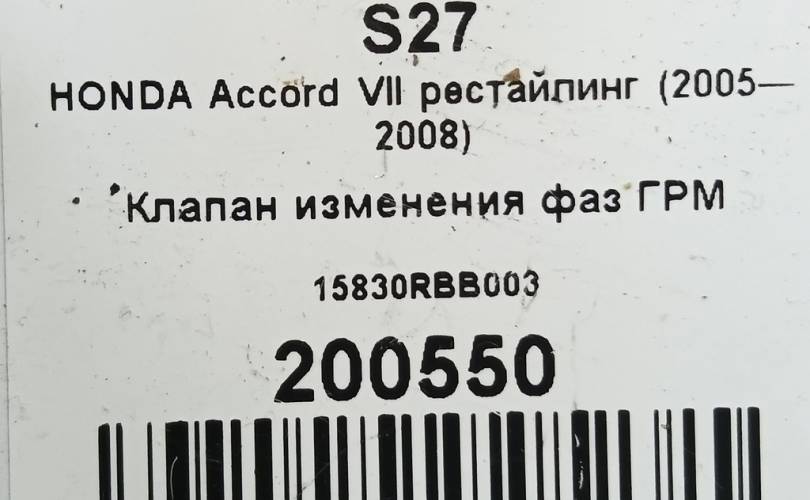 S27
HONDA Accord VII рестайлинг (2005—
2008)
Клапан изменения фаз ГРМ
15830RBB003
200550